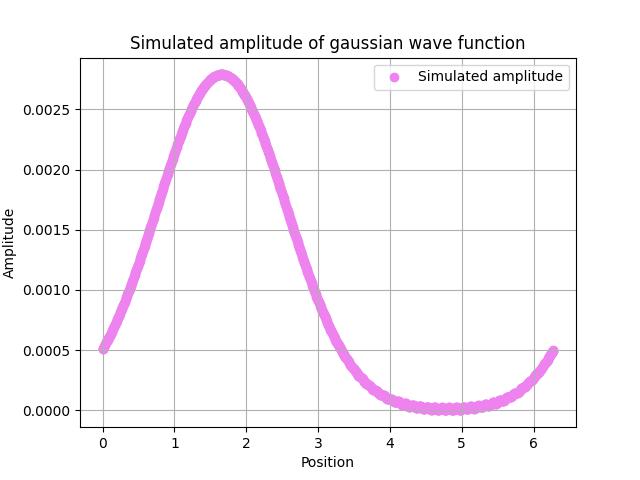 Simulated amplitude of gaussian wave function
Simulated amplitude
Amplitude
0.0025
0.0020
0.0015
0.0010
0.0005
0.0000
0 1 2 3 4 5 6
Position